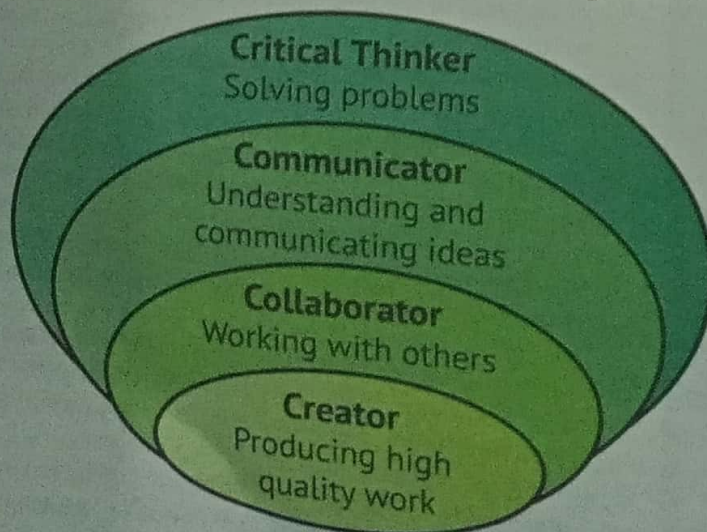 Critical Thinker
Solving problems
Communicator
Understanding and
communicating ideas
Collaborator
Working with others
Creator
Producing high
quality work